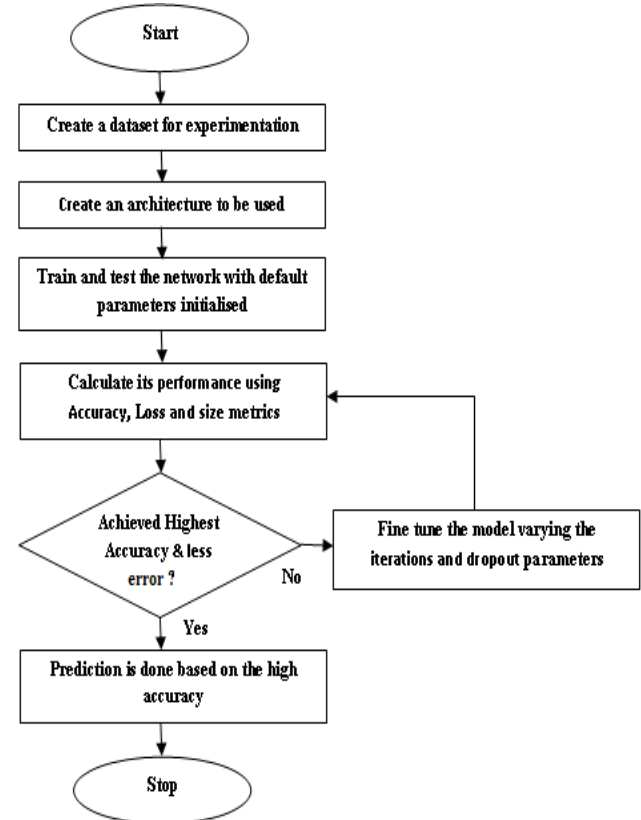 Start
Create a dataset for experimentation
Create an architecture to be used
Train and test the network with default
parameters initialised
Calculate its performance using
Accuracy, Loss and size metrics
Achieved Highest
Accuracy & less
error ?
No
Fine tune the model varying the
iterations and dropout parameters
Yes
Prediction is done based on the high
accuracy
Stop